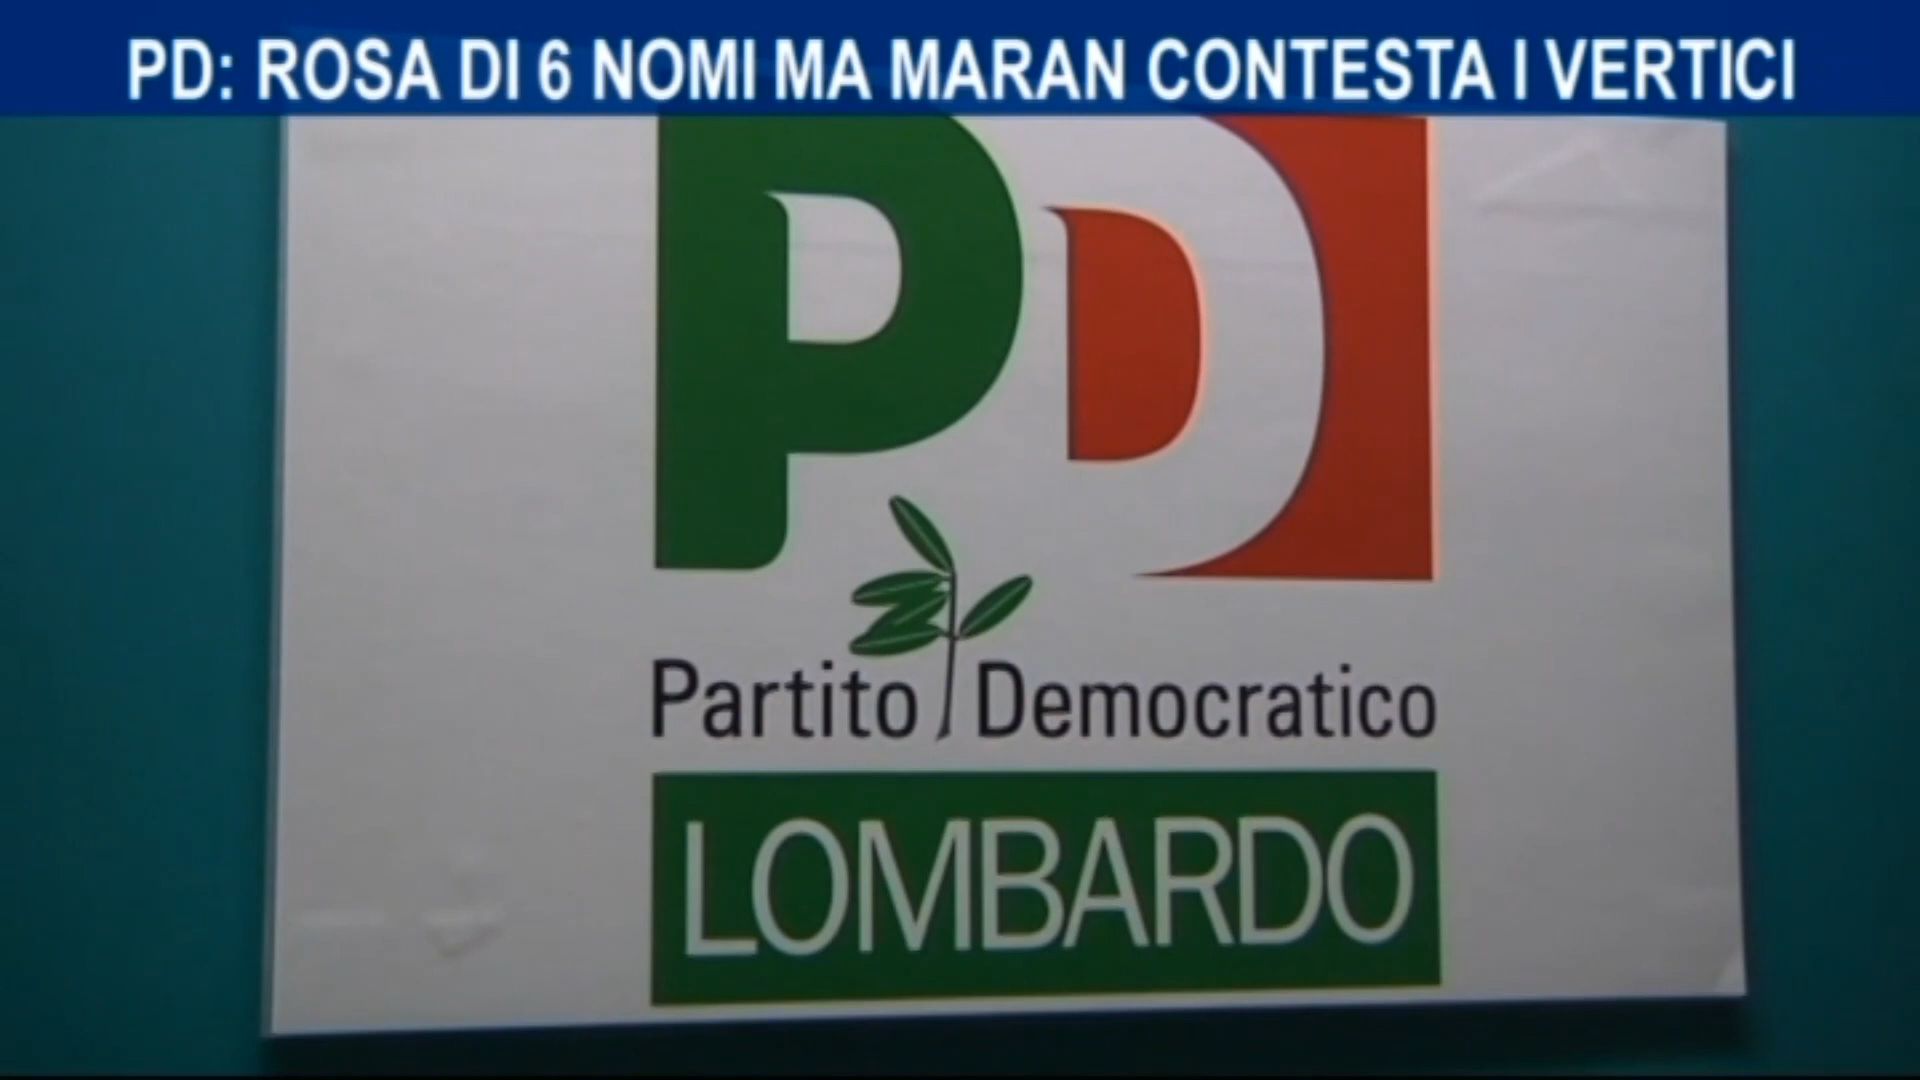 PD: ROSA DI 6 NOMI MA MARAN CONTESTA I VERTICI
PD
Partito Democratico
LOMBARDO